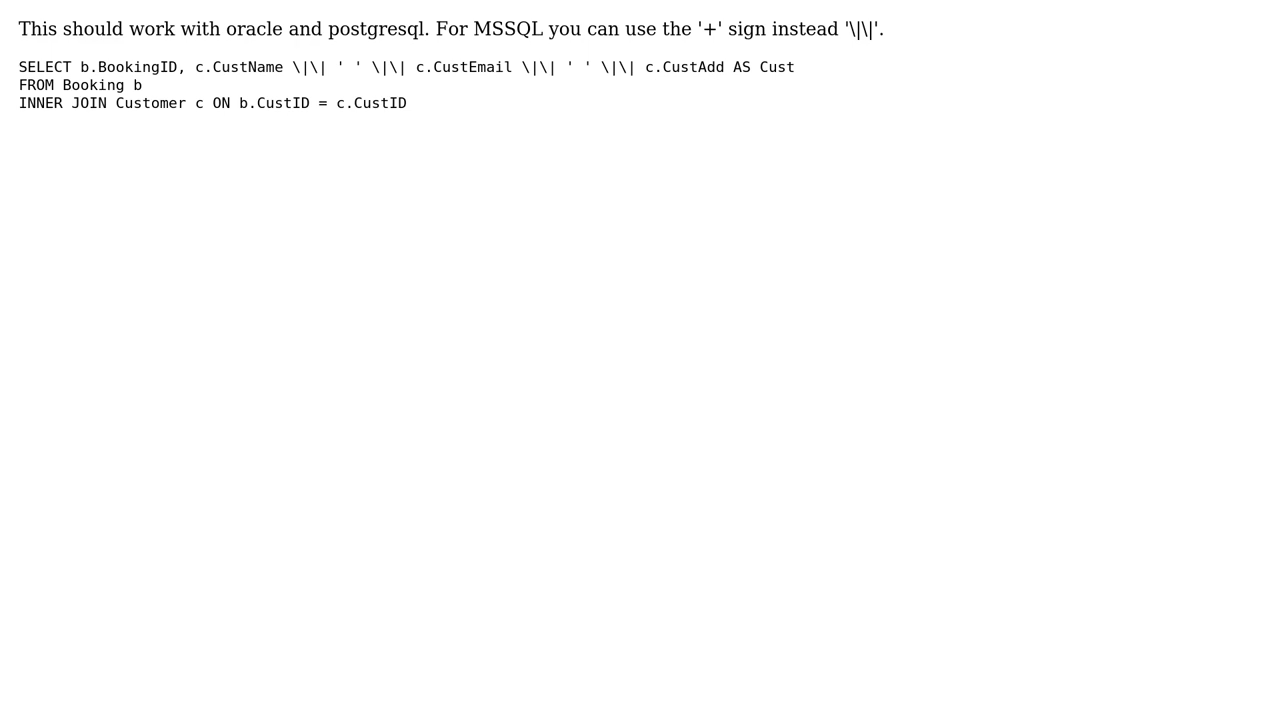 This should work with oracle and postgresql. For MSSQL you can use the '+' sign instead '\|\|'.
SELECT b.BookingID, c.CustName \|\| ' ' \|\| c.CustEmail \|\| ' ' \|\| c.CustAdd AS Cust
FROM Booking b
INNER JOIN Customer c ON b.CustID = c.CustID